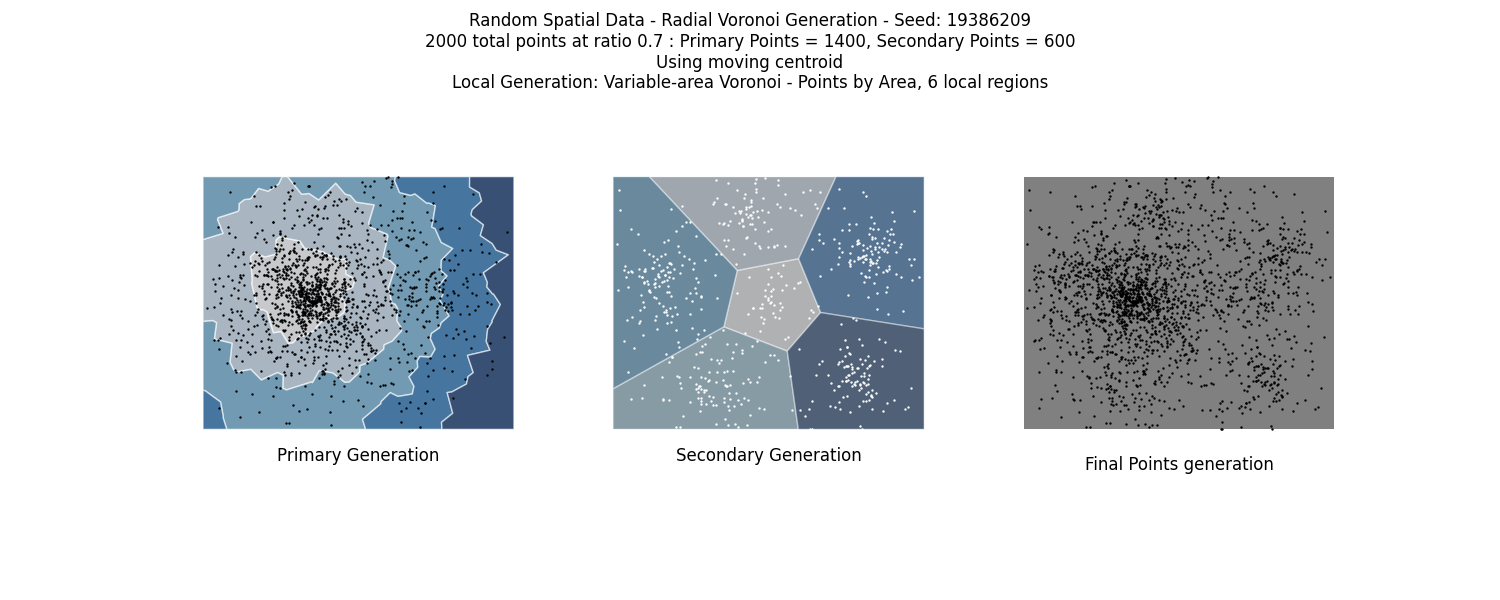 Random Spatial Data - Radial Voronoi Generation - Seed: 19386209
2000 total points at ratio 0.7 : Primary Points = 1400, Secondary Points = 600
Using moving centroid
Local Generation: Variable-area Voronoi - Points by Area, 6 local regions
Primary Generation
Secondary Generation
Final Points generation